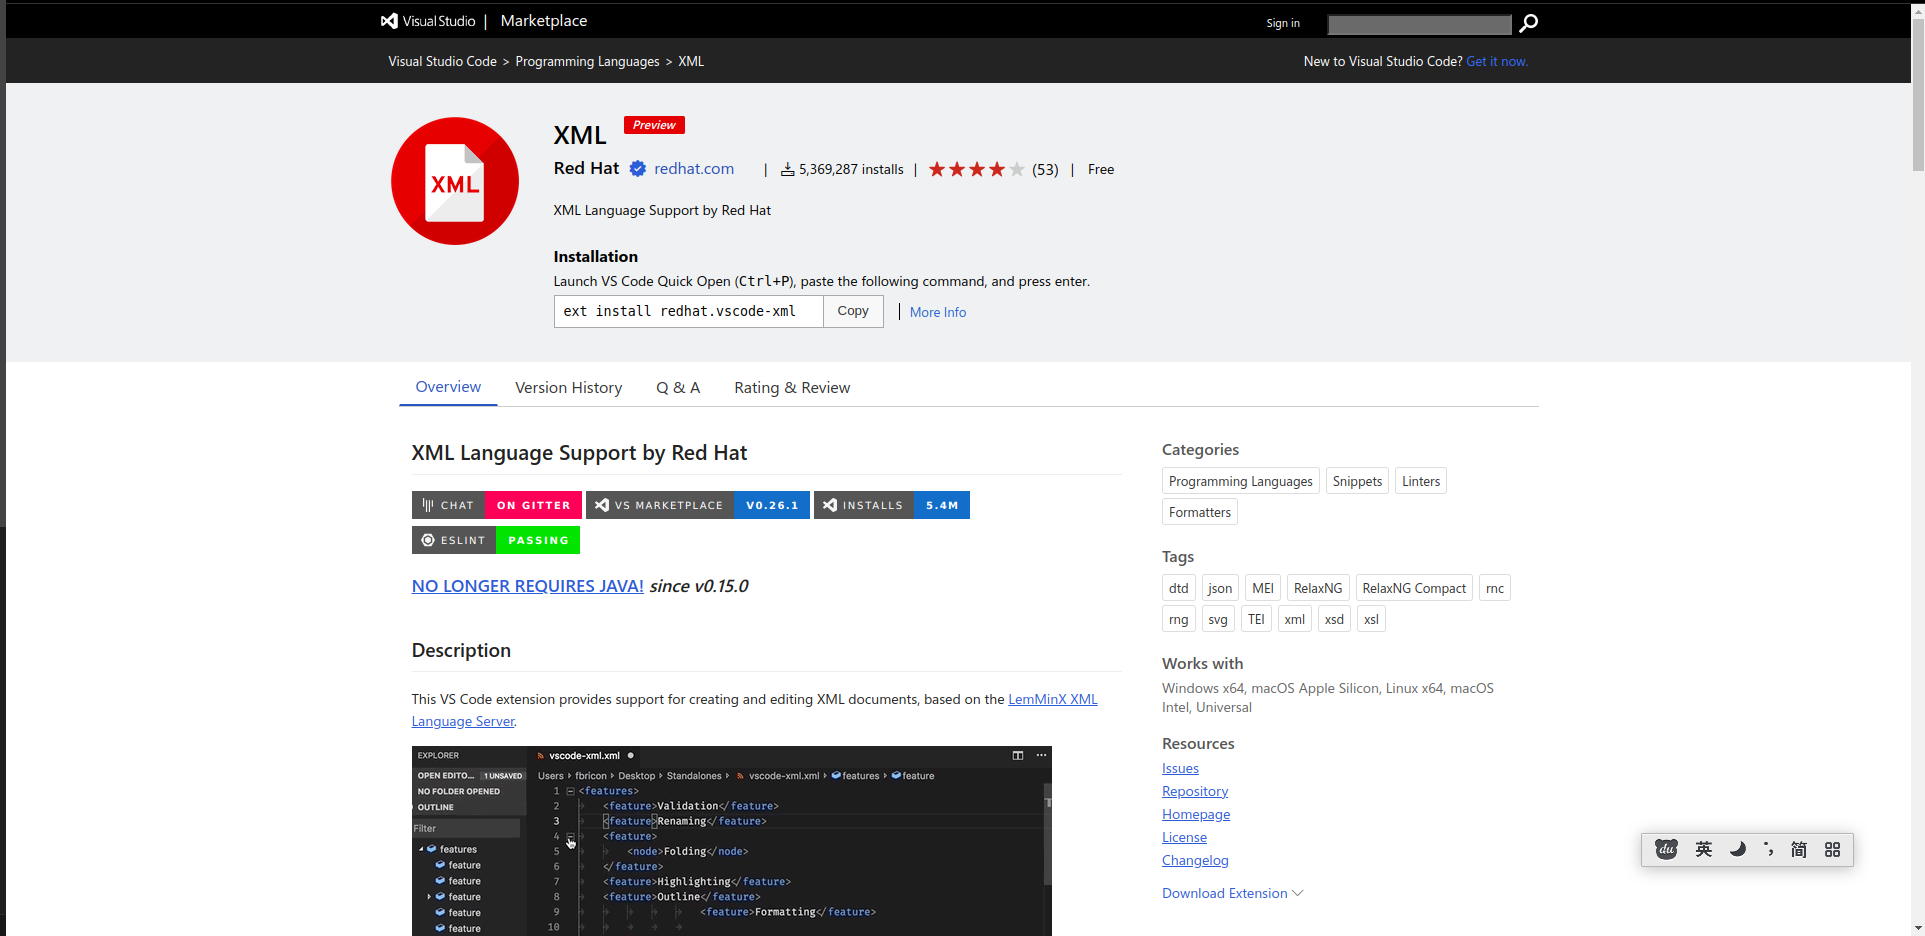 Visual Studio | Marketplace
Sign in
Visual Studio Code > Programming Languages > XML
New to Visual Studio Code? Get it now.
XML
XML Preview
Red Hat redhat.com | 5,369,287 installs | (53) | Free
XML Language Support by Red Hat
Installation
Launch VS Code Quick Open (Ctrl+P), paste the following command, and press enter.
ext install redhat.vscode-xml Copy | More Info
Overview Version History Q & A Rating & Review
XML Language Support by Red Hat
CHAT ON GITTER VS MARKETPLACE V0.26.1 INSTALLS 5.4M
ESLINT PASSING
NO LONGER REQUIRES JAVA! since v0.15.0
Description
This VS Code extension provides support for creating and editing XML documents, based on the LemMinX XML
Language Server.
EXPLORER
OPEN EDITO... 1 UNSAVED
NO FOLDER OPENED
OUTLINE
Filter
features
feature
feature
feature
feature
feature
vscode-xml.xml
Users › fbricon › Desktop › Standalones › vscode-xml.xml › features › feature
1 <features>
2 <feature>Validation</feature>
3 <feature>Renaming</feature>
4 <feature>
5 <node>Folding</node>
6 </feature>
7 <feature>Highlighting</feature>
8 <feature>Outline</feature>
9 <feature>Formatting</feature>
10
Categories
Programming Languages Snippets Linters
Formatters
Tags
dtd json MEI RelaxNG RelaxNG Compact rnc
rng svg TEI xml xsd xsl
Works with
Windows x64, macOS Apple Silicon, Linux x64, macOS
Intel, Universal
Resources
Issues
Repository
Homepage
License
Changelog
Download Extension
du 英 简